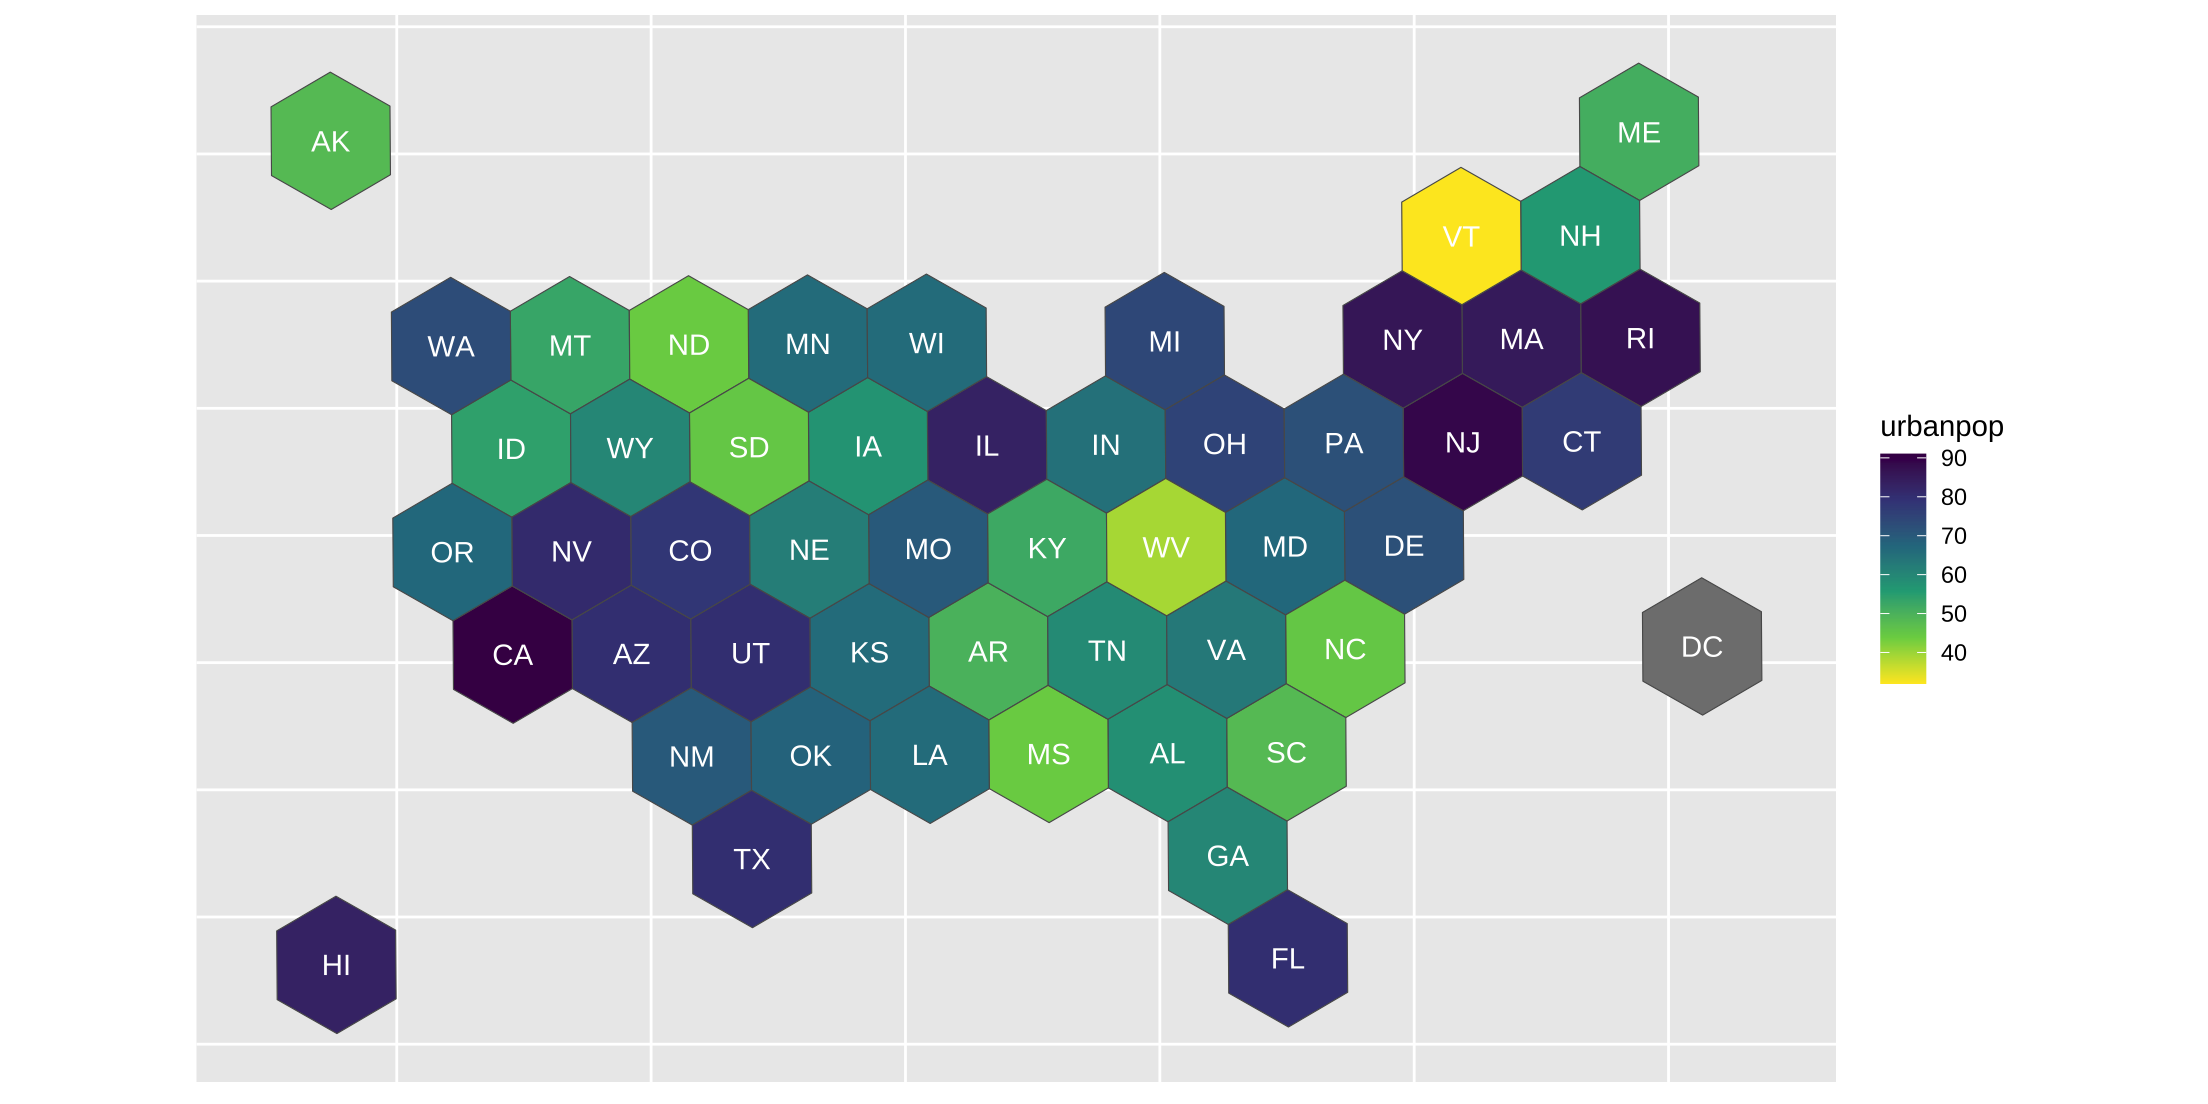 AK
ME
VT NH
WA MT ND MN WI MI NY MA RI
ID WY SD IA IL IN OH PA NJ CT
OR NV CO NE MO KY WV MD DE
CA AZ UT KS AR TN VA NC DC
NM OK LA MS AL SC
TX GA
HI FL
urbanpop
90
80
70
60
50
40